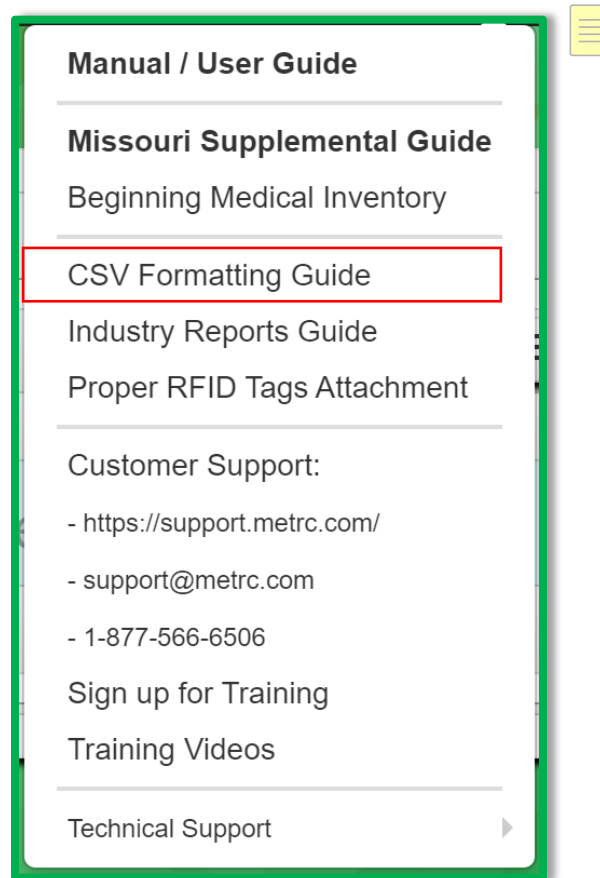 Manual / User Guide
Missouri Supplemental Guide
Beginning Medical Inventory
CSV Formatting Guide
Industry Reports Guide
Proper RFID Tags Attachment
Customer Support:
- https://support.metrc.com/
- support@metrc.com
- 1-877-566-6506
Sign up for Training
Training Videos
Technical Support